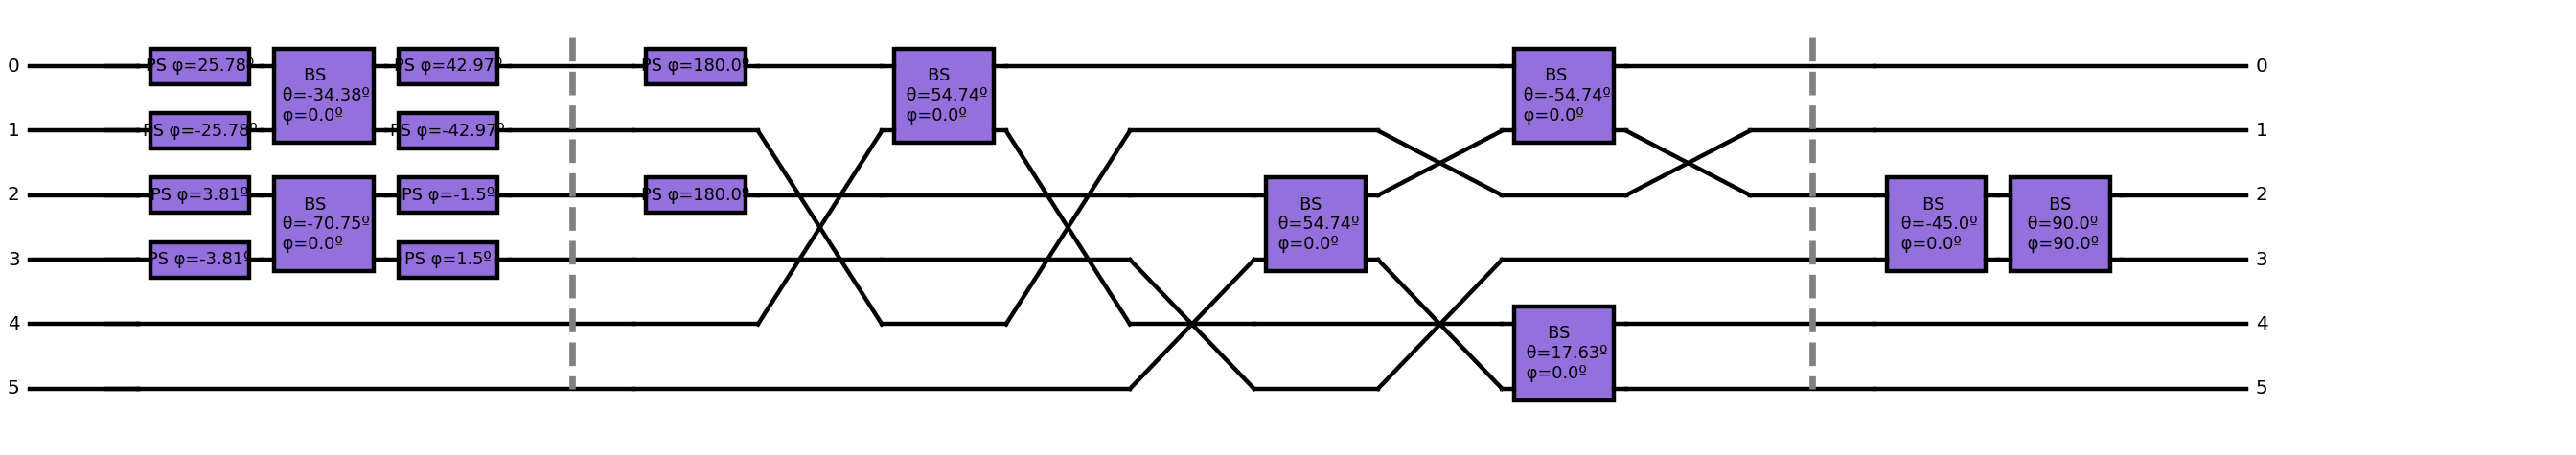 0
PS φ=25.78º
BS
θ=-34.38º
φ=0.0º
PS φ=42.97º
PS φ=180.0º
BS
θ=54.74º
φ=0.0º
BS
θ=-54.74º
φ=0.0º
0
1
PS φ=-25.78º
PS φ=-42.97º
1
2
PS φ=3.81º
BS
θ=-70.75º
φ=0.0º
PS φ=-1.5º
PS φ=180.0º
BS
θ=54.74º
φ=0.0º
BS
θ=-45.0º
φ=0.0º
BS
θ=90.0º
φ=90.0º
2
3
PS φ=-3.81º
PS φ=1.5º
3
4
BS
θ=17.63º
φ=0.0º
4
5
5